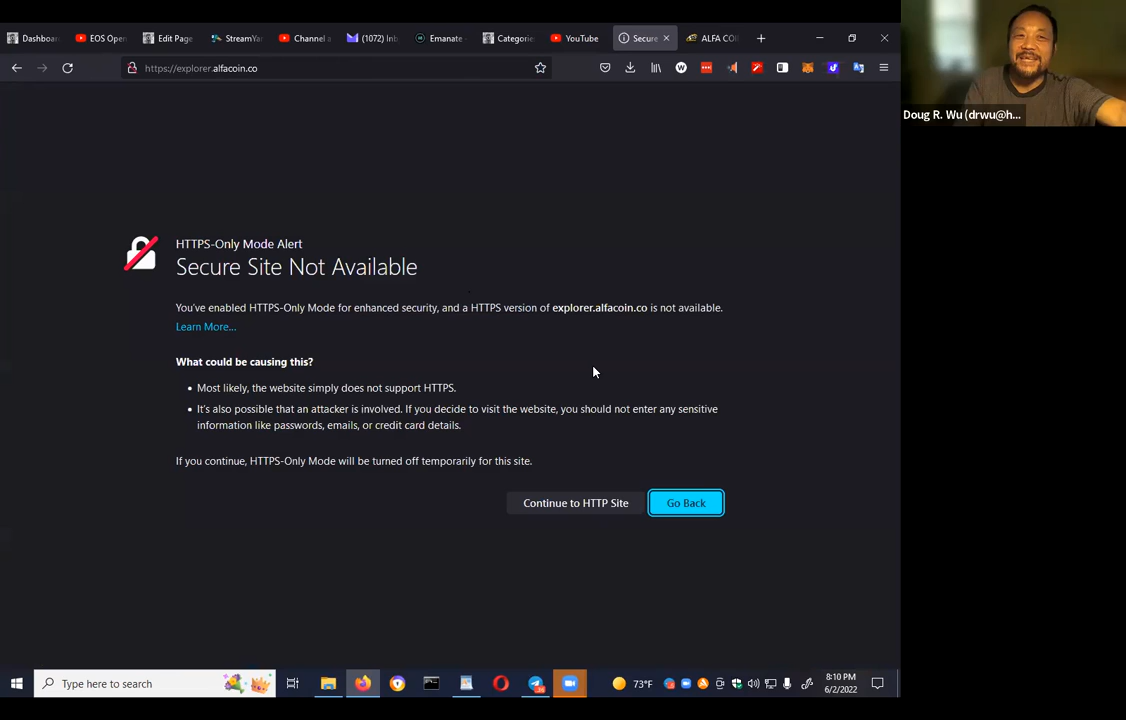 Dashboa
EOS Open
Edit Page
StreamYar
Channel a
(1072) Inb
Emanate
Categorie
YouTube
Secure
ALFA COI
https://explorer.alfacoin.co
Doug R. Wu (drwu@h...
HTTPS-Only Mode Alert
Secure Site Not Available
You've enabled HTTPS-Only Mode for enhanced security, and a HTTPS version of explorer.alfacoin.co is not available.
Learn More...
What could be causing this?
Most likely, the website simply does not support HTTPS.
It's also possible that an attacker is involved. If you decide to visit the website, you should not enter any sensitive
information like passwords, emails, or credit card details.
If you continue, HTTPS-Only Mode will be turned off temporarily for this site.
Continue to HTTP Site
Go Back
Type here to search
73°F
8:10 PM
6/2/2022